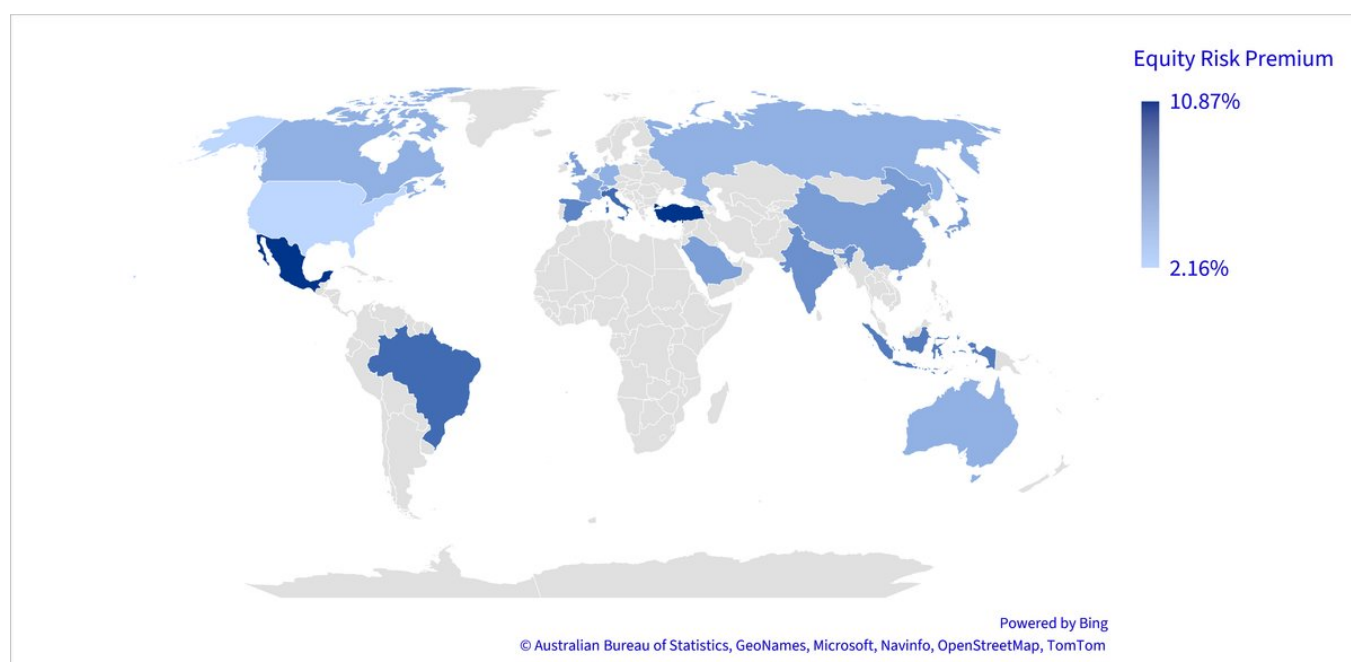 Equity Risk Premium
10.87%
2.16%
Powered by Bing
© Australian Bureau of Statistics, GeoNames, Microsoft, Navinfo, OpenStreetMap, TomTom